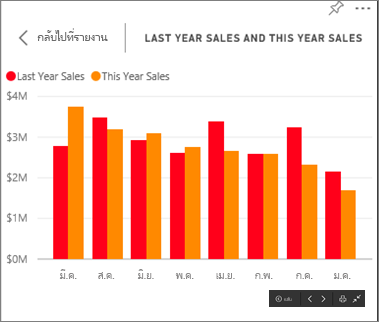 กลับไปที่รายงาน
LAST YEAR SALES AND THIS YEAR SALES
Last Year Sales This Year Sales
$4M
$3M
$2M
$1M
$0M
มี.ค. ส.ค. มิ.ย. พ.ค. เม.ย. ก.พ. ก.ค. ม.ค.